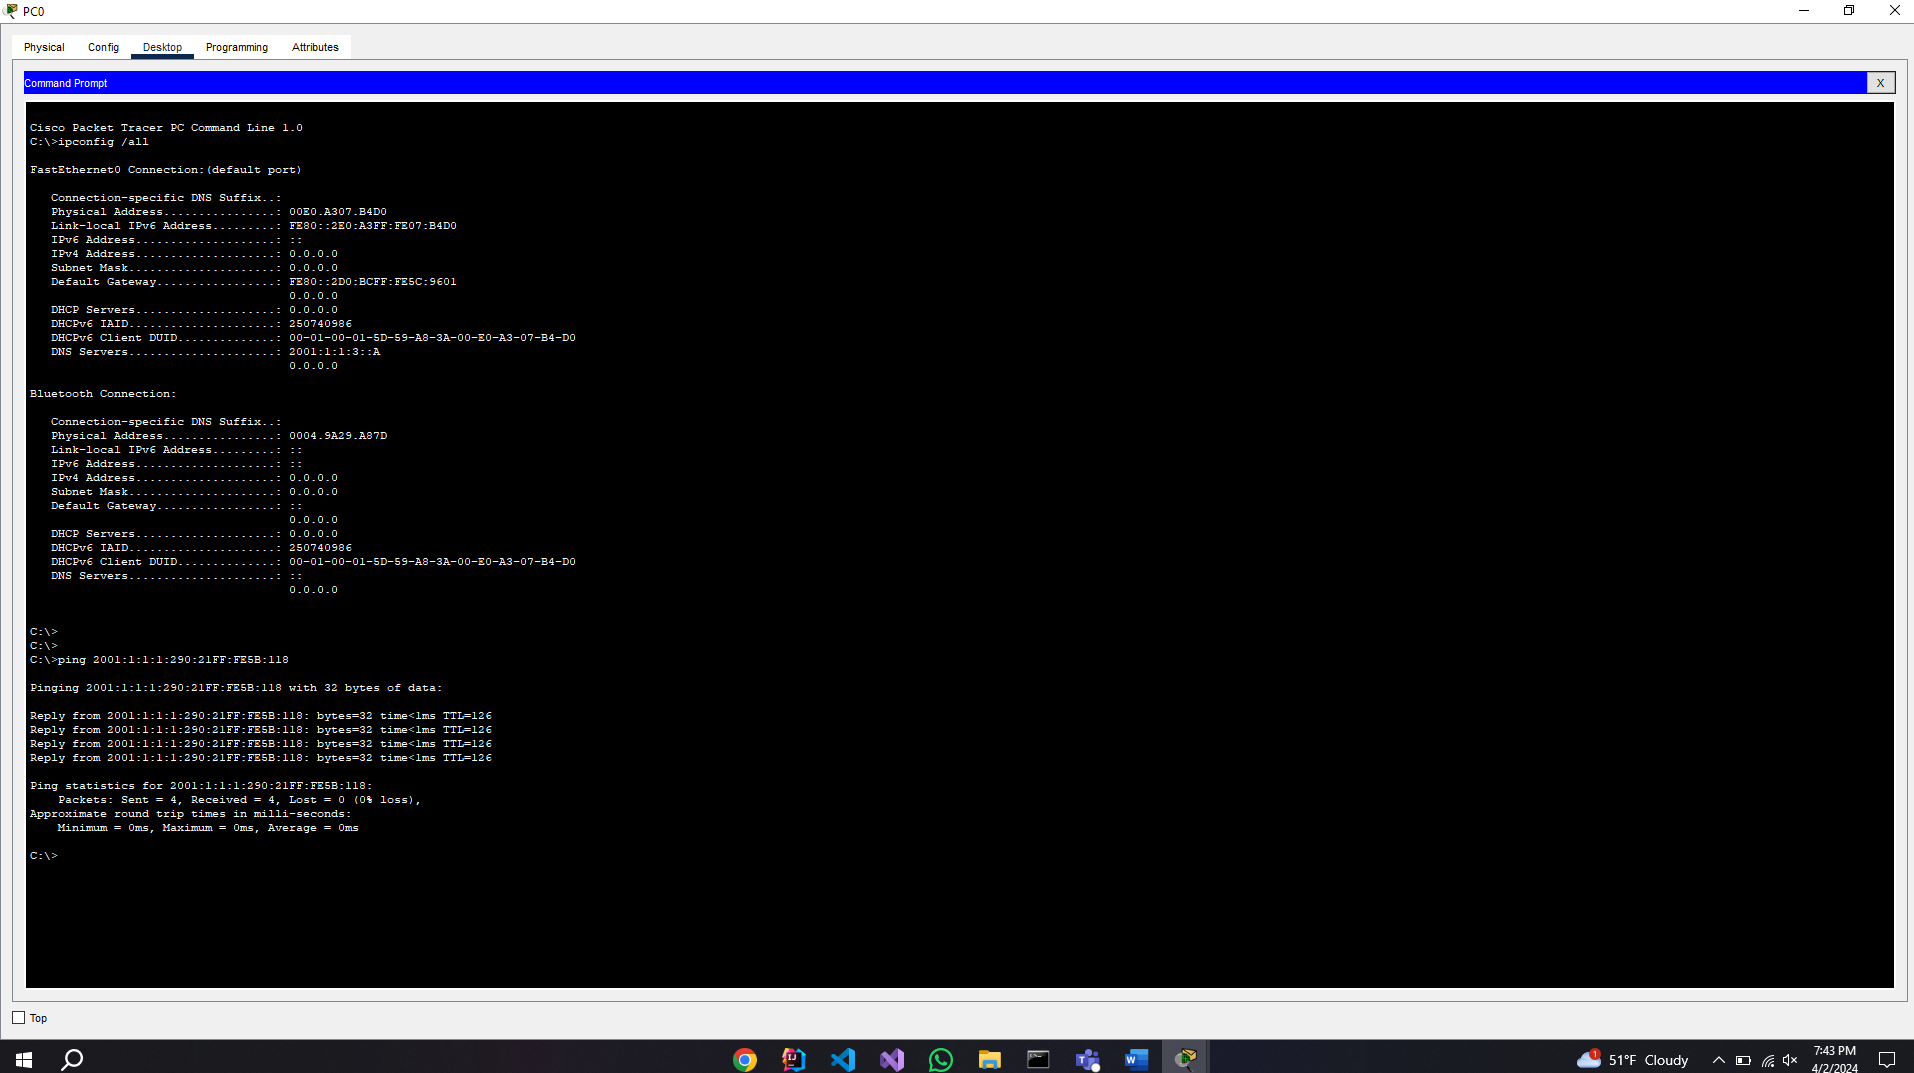 PC0
Physical Config Desktop Programming Attributes
Command Prompt
X
Cisco Packet Tracer PC Command Line 1.0
C:\>ipconfig /all
FastEthernet0 Connection:(default port)
Connection-specific DNS Suffix..:
Physical Address................: 00E0.A307.B4D0
Link-local IPv6 Address.........: FE80::2E0:A3FF:FE07:B4D0
IPv6 Address....................: ::
IPv4 Address....................: 0.0.0.0
Subnet Mask.....................: 0.0.0.0
Default Gateway.................: FE80::2D0:BCFF:FE5C:9601
0.0.0.0
DHCP Servers....................: 0.0.0.0
DHCPv6 IAID.....................: 250740986
DHCPv6 Client DUID..............: 00-01-00-01-5D-59-A8-3A-00-E0-A3-07-B4-D0
DNS Servers.....................: 2001:1:1:3::A
0.0.0.0
Bluetooth Connection:
Connection-specific DNS Suffix..:
Physical Address................: 0004.9A29.A87D
Link-local IPv6 Address.........: ::
IPv6 Address....................: ::
IPv4 Address....................: 0.0.0.0
Subnet Mask.....................: 0.0.0.0
Default Gateway.................: ::
0.0.0.0
DHCP Servers....................: 0.0.0.0
DHCPv6 IAID.....................: 250740986
DHCPv6 Client DUID..............: 00-01-00-01-5D-59-A8-3A-00-E0-A3-07-B4-D0
DNS Servers.....................: ::
0.0.0.0
C:\>
C:\>
C:\>ping 2001:1:1:1:290:21FF:FE5B:118
Pinging 2001:1:1:1:290:21FF:FE5B:118 with 32 bytes of data:
Reply from 2001:1:1:1:290:21FF:FE5B:118: bytes=32 time<1ms TTL=126
Reply from 2001:1:1:1:290:21FF:FE5B:118: bytes=32 time<1ms TTL=126
Reply from 2001:1:1:1:290:21FF:FE5B:118: bytes=32 time<1ms TTL=126
Reply from 2001:1:1:1:290:21FF:FE5B:118: bytes=32 time<1ms TTL=126
Ping statistics for 2001:1:1:1:290:21FF:FE5B:118:
Packets: Sent = 4, Received = 4, Lost = 0 (0% loss),
Approximate round trip times in milli-seconds:
Minimum = 0ms, Maximum = 0ms, Average = 0ms
C:\>
Top
1
51°F Cloudy
7:43 PM
4/2/2024